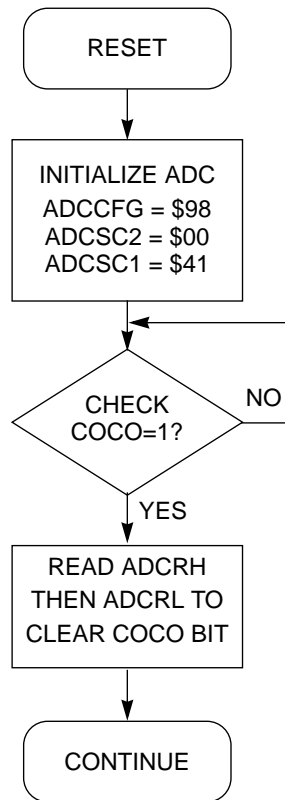 RESET
INITIALIZE ADC
ADCCFG = $98
ADCSC2 = $00
ADCSC1 = $41
CHECK
COCO=1?
NO
YES
READ ADCRH
THEN ADCRL TO
CLEAR COCO BIT
CONTINUE